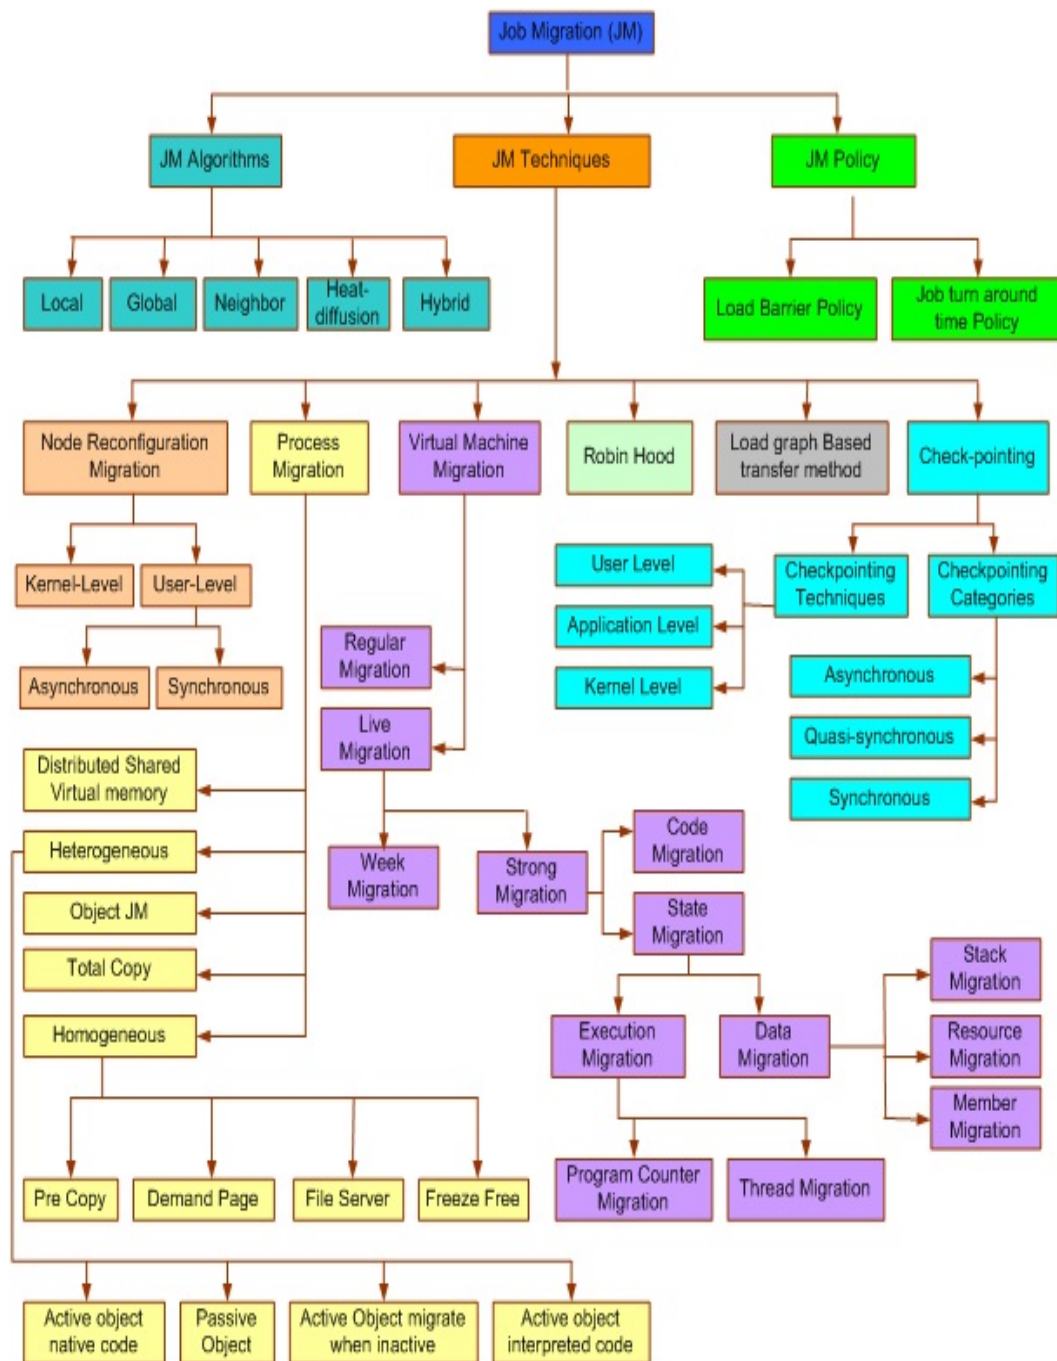 Job Migration (JM)
JM Algorithms
JM Techniques
JM Policy
Local
Global
Neighbor
Heat-
diffusion
Hybrid
Load Barrier Policy
Job turn around
time Policy
Node Reconfiguration
Migration
Process
Migration
Virtual Machine
Migration
Robin Hood
Load graph Based
transfer method
Check-pointing
Kernel-Level
User-Level
Asynchronous
Synchronous
User Level
Application Level
Kernel Level
Checkpointing
Techniques
Checkpointing
Categories
Asynchronous
Quasi-synchronous
Synchronous
Regular
Migration
Live
Migration
Week
Migration
Strong
Migration
Code
Migration
State
Migration
Execution
Migration
Data
Migration
Stack
Migration
Resource
Migration
Member
Migration
Program Counter
Migration
Thread Migration
Distributed Shared
Virtual memory
Heterogeneous
Object JM
Total Copy
Homogeneous
Pre Copy
Demand Page
File Server
Freeze Free
Active object
native code
Passive
Object
Active Object migrate
when inactive
Active object
interpreted code